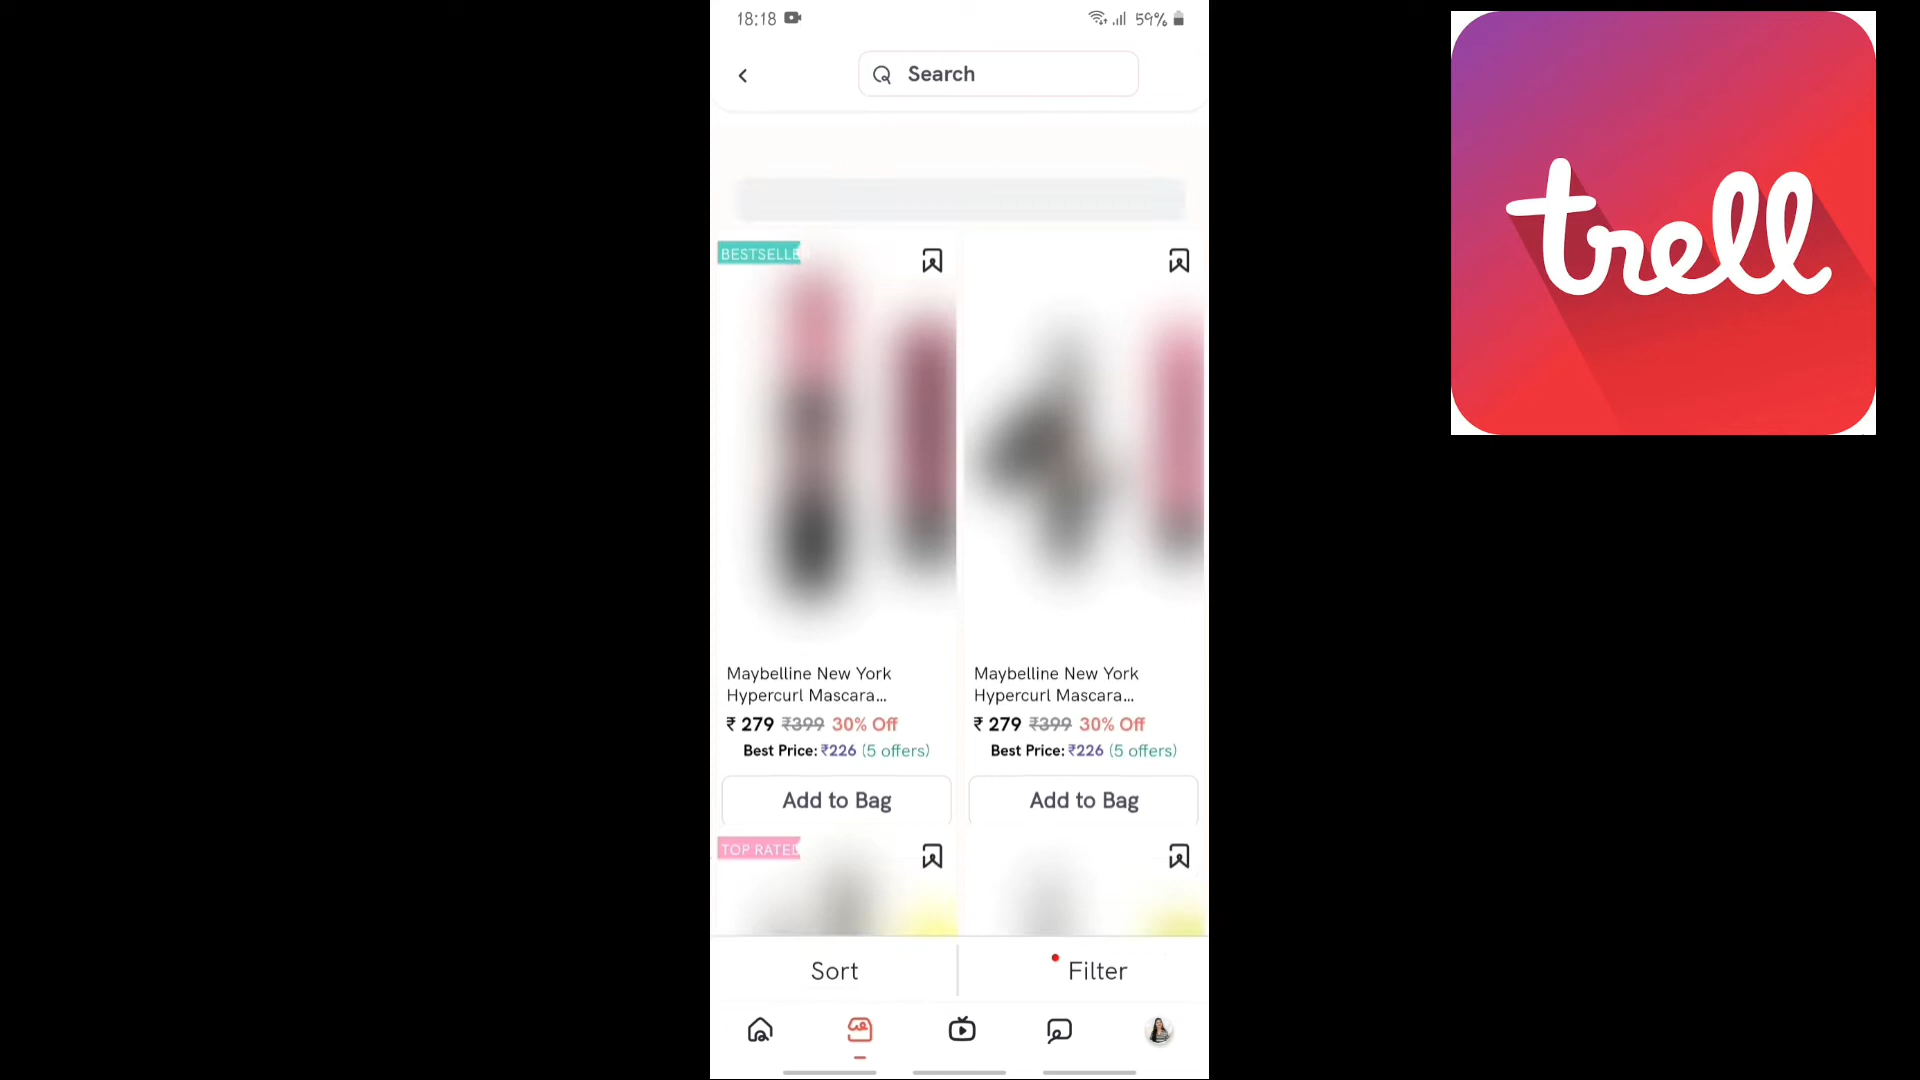 18:18
59%
Search
trell
BESTSELLE
Maybelline New York
Hypercurl Mascara...
₹ 279 ₹399 30% Off
Best Price: ₹226 (5 offers)
Add to Bag
Maybelline New York
Hypercurl Mascara...
₹ 279 ₹399 30% Off
Best Price: ₹226 (5 offers)
Add to Bag
TOP RATED
Sort
Filter